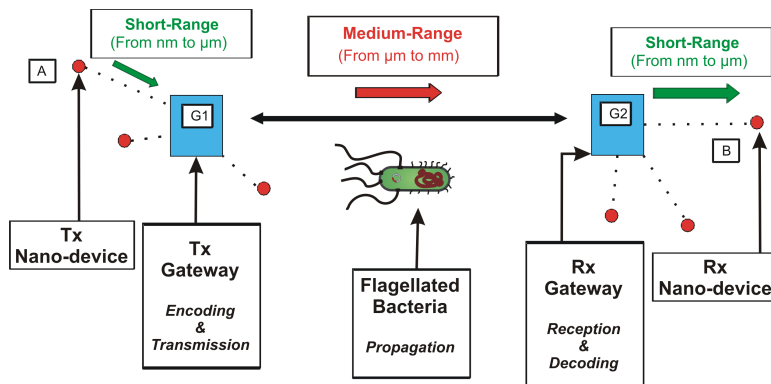 Short-Range
(From nm to µm)
Medium-Range
(From µm to mm)
Short-Range
(From nm to µm)
A
G1
G2
B
Tx
Nano-device
Tx
Gateway
Encoding
&
Transmission
Flagellated
Bacteria
Propagation
Rx
Gateway
Reception
&
Decoding
Rx
Nano-device